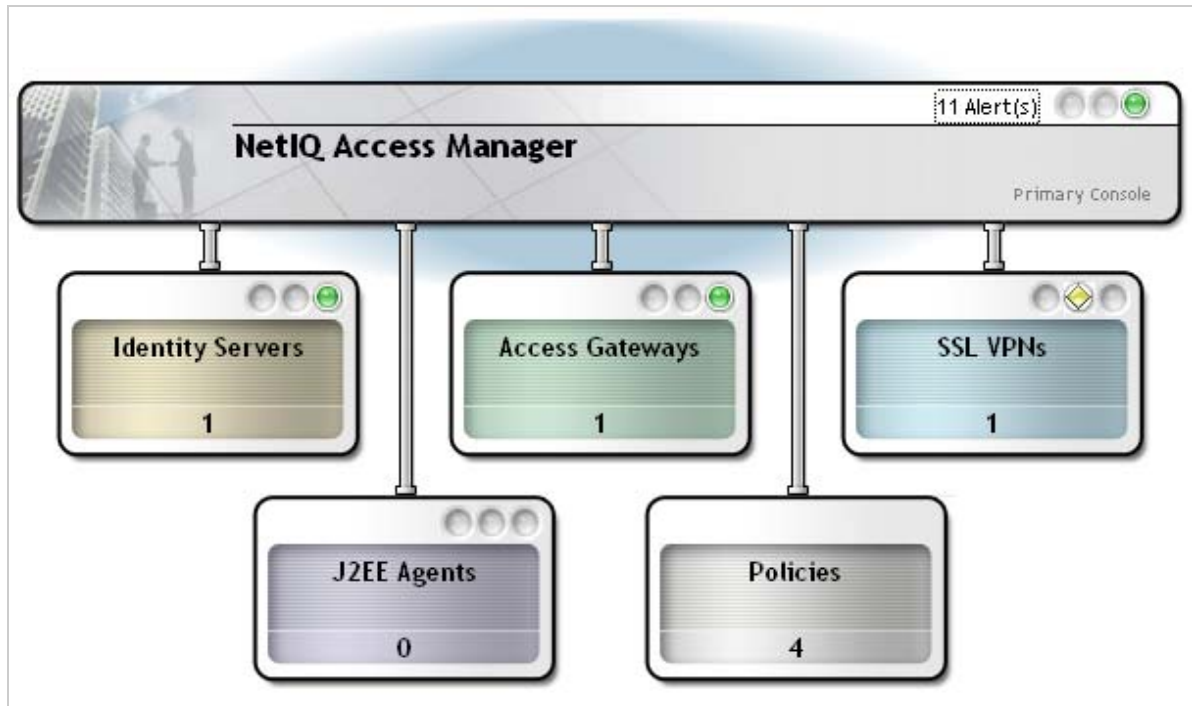 11 Alert(s)
NetIQ Access Manager
Primary Console
Identity Servers
1
Access Gateways
1
SSL VPNs
1
J2EE Agents
0
Policies
4